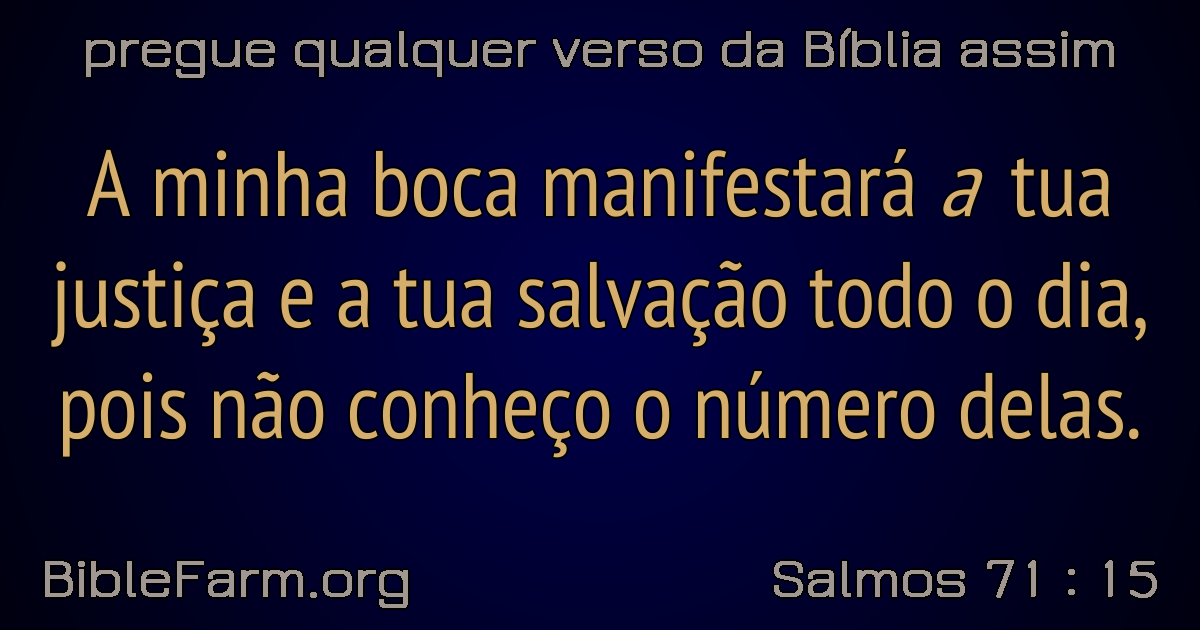 pregue qualquer verso da Bíblia assim
A minha boca manifestará a tua
justiça e a tua salvação todo o dia,
pois não conheço o número delas.
BibleFarm.org
Salmos 71 : 15